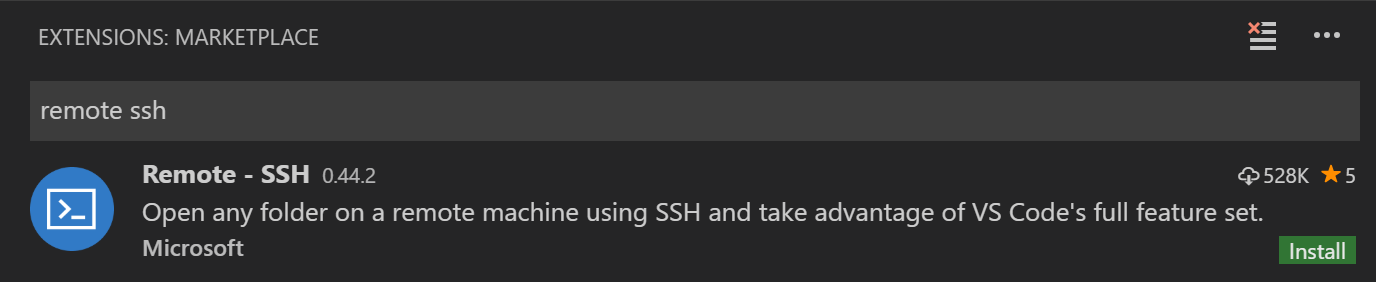 EXTENSIONS: MARKETPLACE
remote ssh
Remote - SSH 0.44.2 528K 5
Open any folder on a remote machine using SSH and take advantage of VS Code's full feature set.
Microsoft Install